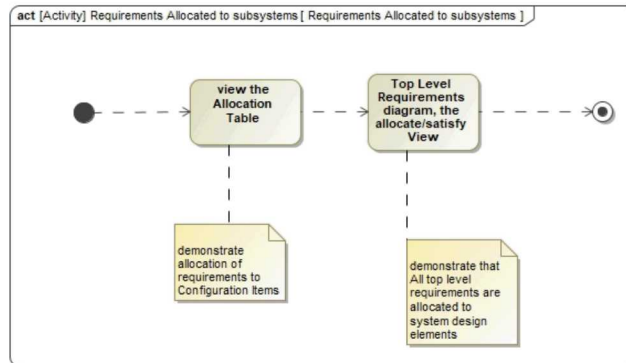 act [Activity] Requirements Allocated to subsystems [ Requirements Allocated to subsystems ]
view the
Allocation
Table
Top Level
Requirements
diagram, the
allocate/satisfy
View
demonstrate
allocation of
requirements to
Configuration Items
demonstrate that
All top level
requirements are
allocated to
system design
elements